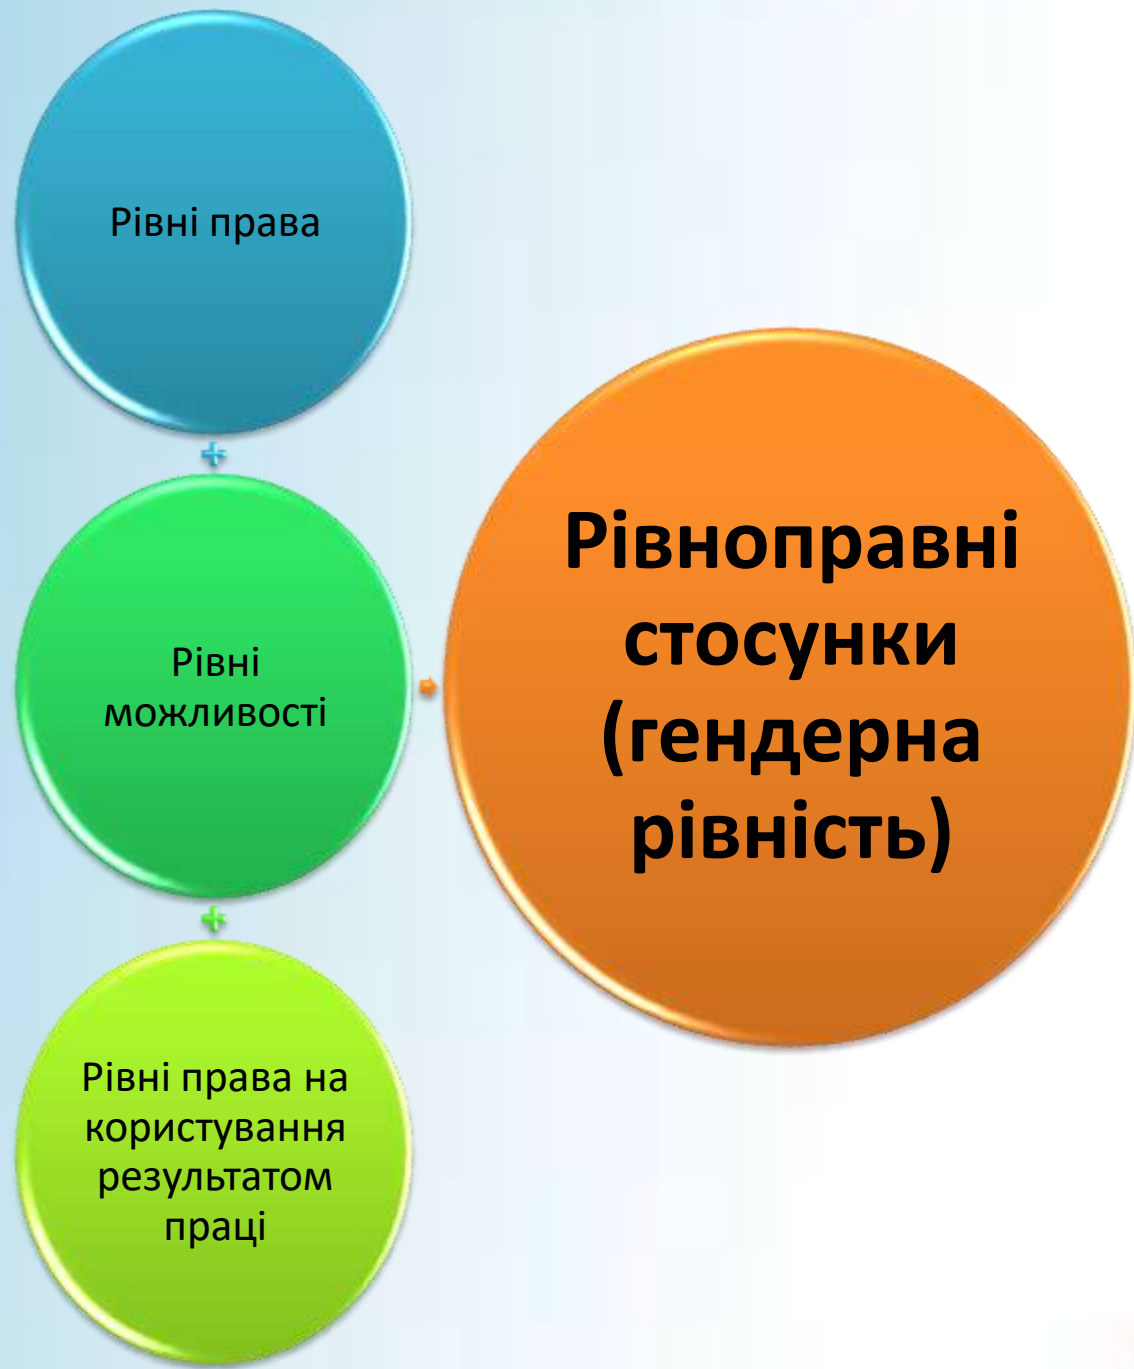 Рівні права
Рівні
можливості
Рівні права на
користування
результатом
праці
Рівноправні
стосунки
(гендерна
рівність)